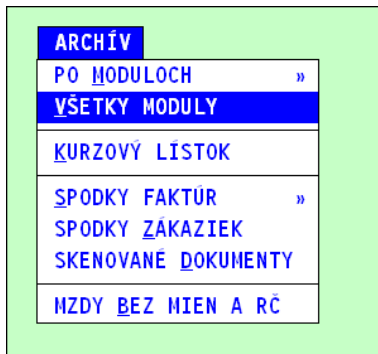 ARCHÍV
PO MODULOCH »
VŠETKY MODULY
KURZOVÝ LÍSTOK
SPODKY FAKTÚR »
SPODKY ZÁKAZIEK
SKENOVANÉ DOKUMENTY
MZDY BEZ MIEN A RČ